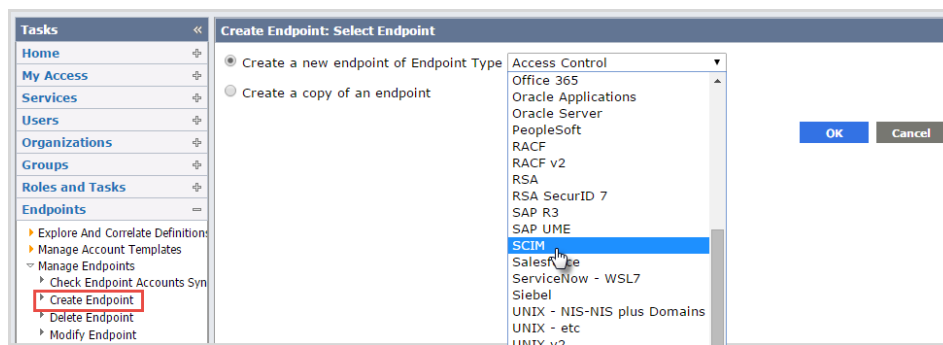 Tasks «
Home
My Access
Services
Users
Organizations
Groups
Roles and Tasks
Endpoints
Explore And Correlate Definitions
Manage Account Templates
Manage Endpoints
Check Endpoint Accounts Syn
Create Endpoint
Delete Endpoint
Modify Endpoint
Create Endpoint: Select Endpoint
Create a new endpoint of Endpoint Type Access Control
Create a copy of an endpoint
Office 365
Oracle Applications
Oracle Server
PeopleSoft
RACF
RACF v2
RSA
RSA SecurID 7
SAP R3
SAP UME
SCIM
Salesforce
ServiceNow - WSL7
Siebel
UNIX - NIS-NIS plus Domains
UNIX - etc
UNIX v2
OK Cancel